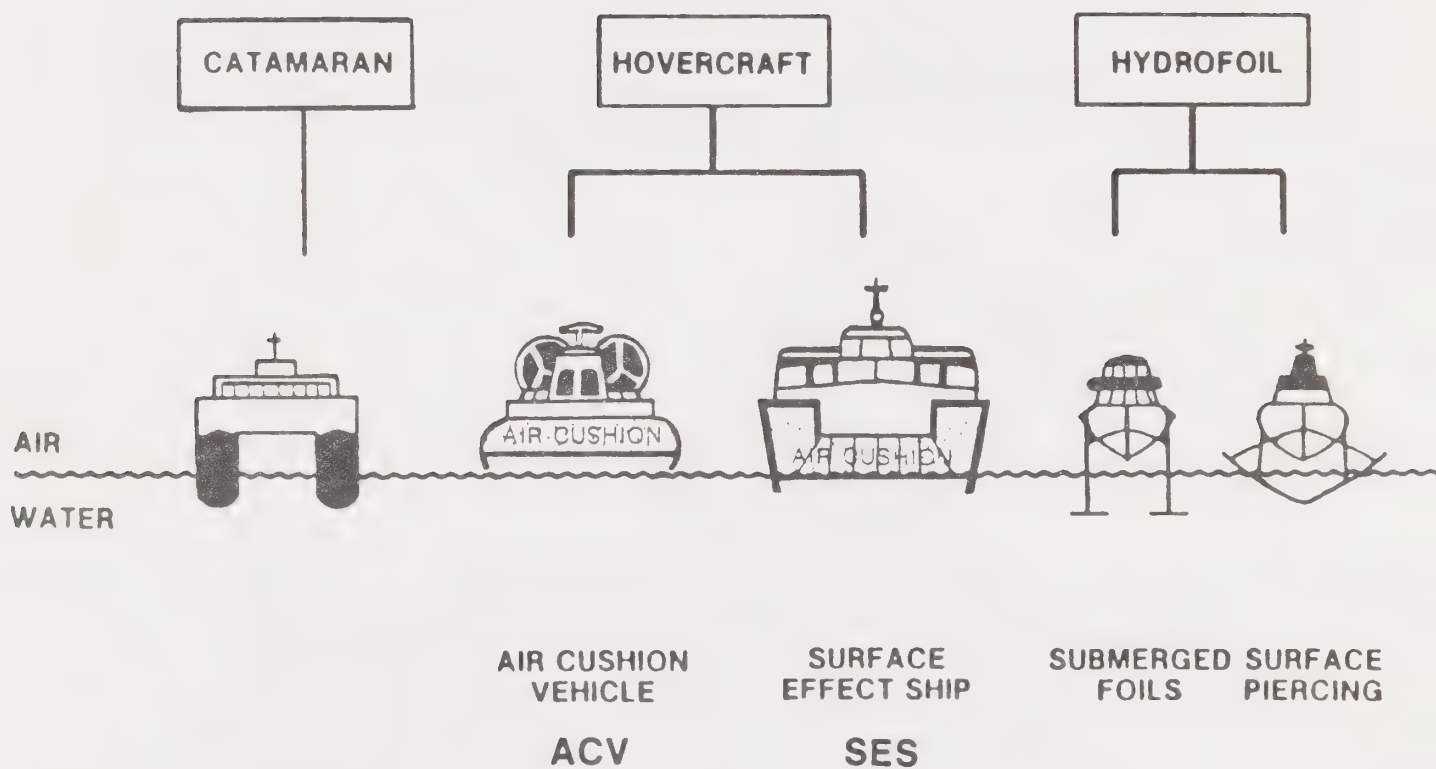 CATAMARAN
HOVERCRAFT
HYDROFOIL
AIR CUSHION
AIR CUSHION
AIR
WATER
AIR CUSHION
VEHICLE
ACV
SURFACE
EFFECT SHIP
SES
SUBMERGED
FOILS
SURFACE
PIERCING